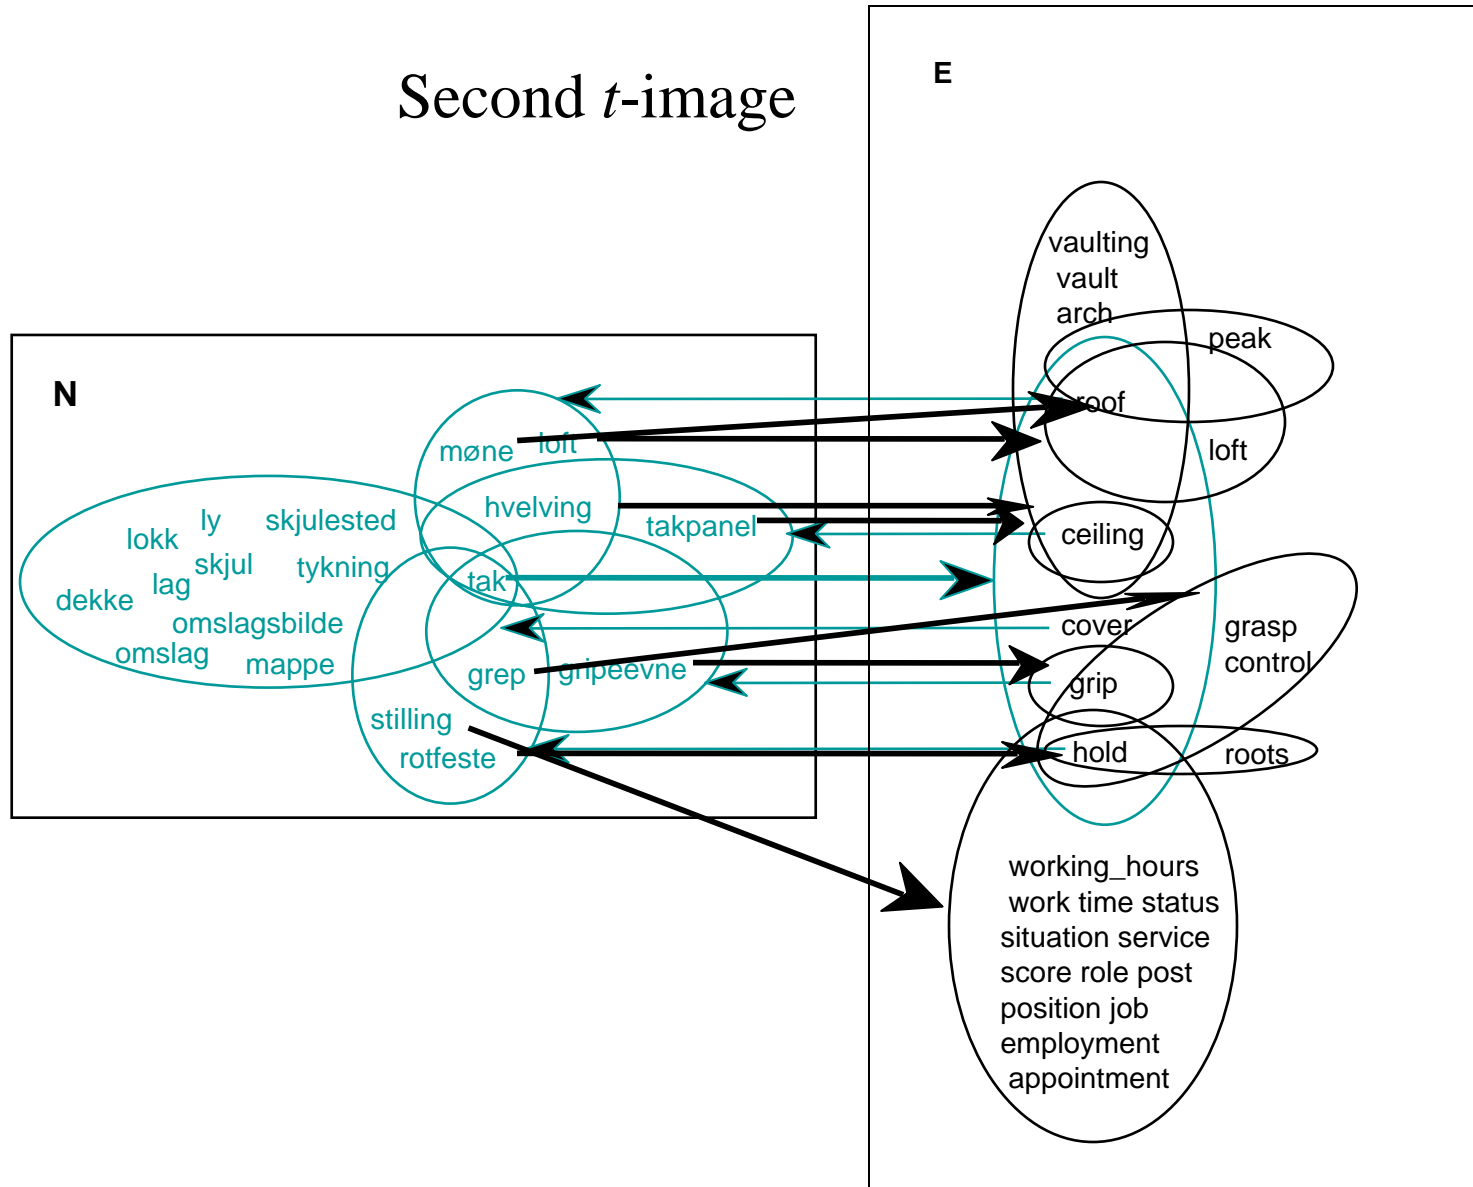 Second t-image
E
N
vaulting
vault
arch
peak
roof
loft
ceiling
cover
grasp
control
grip
hold
roots
working_hours
work time status
situation service
score role post
position job
employment
appointment
møne
loft
hvelving
takpanel
tak
ly
skjulested
lokk
skjul
tykning
lag
dekke
omslagsbilde
omslag
mappe
grep
gripeevne
stilling
rotfeste